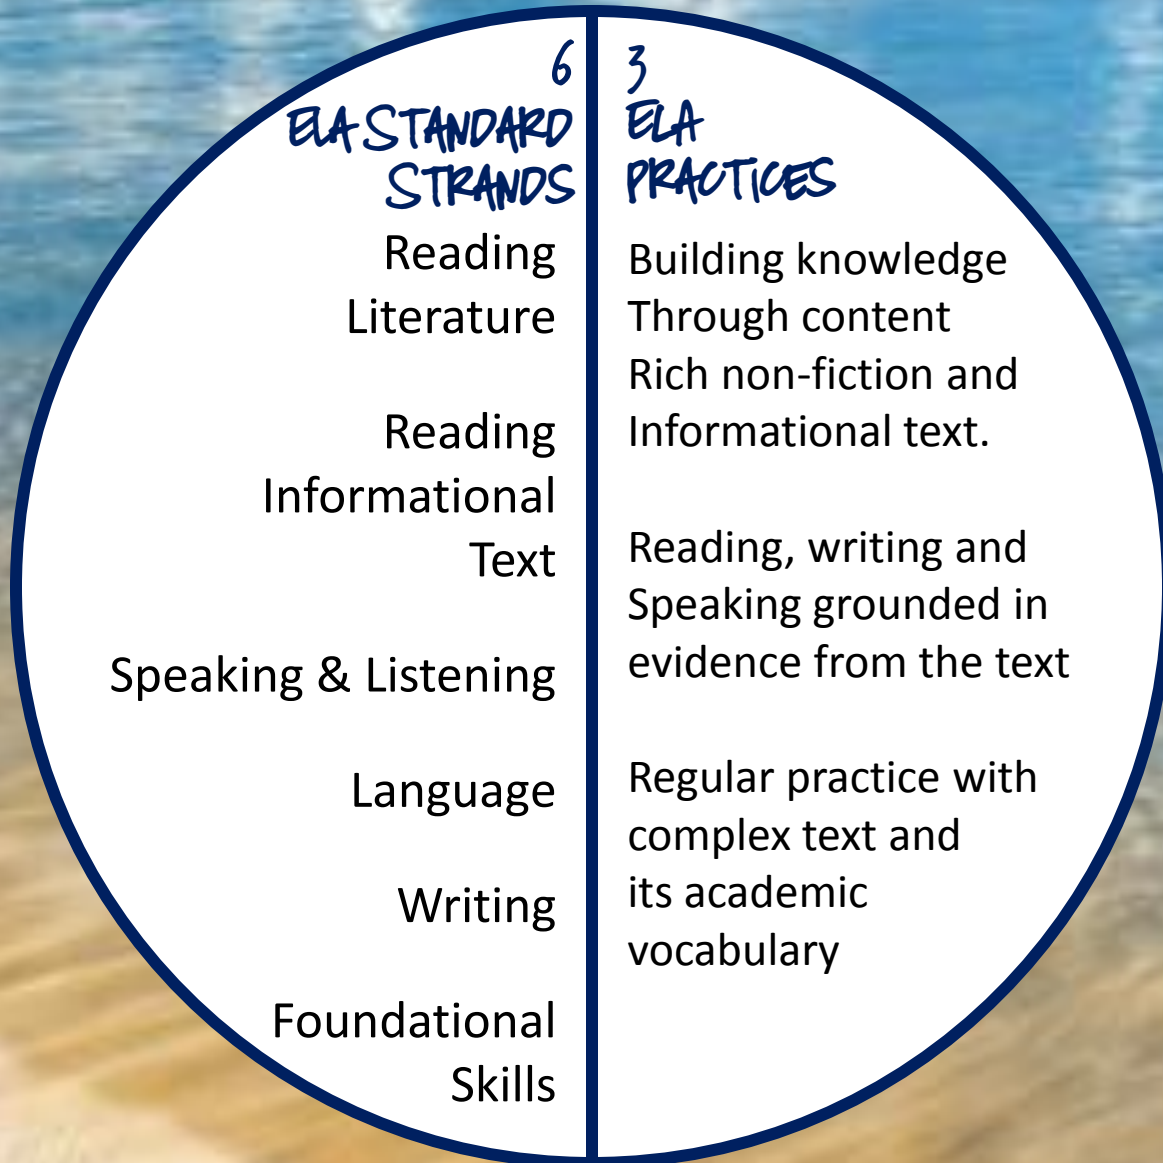 6
ELA STANDARD
STRANDS
Reading
Literature
Reading
Informational
Text
Speaking & Listening
Language
Writing
Foundational
Skills
3
ELA
PRACTICES
Building knowledge
Through content
Rich non-fiction and
Informational text.
Reading, writing and
Speaking grounded in
evidence from the text
Regular practice with
complex text and
its academic
vocabulary